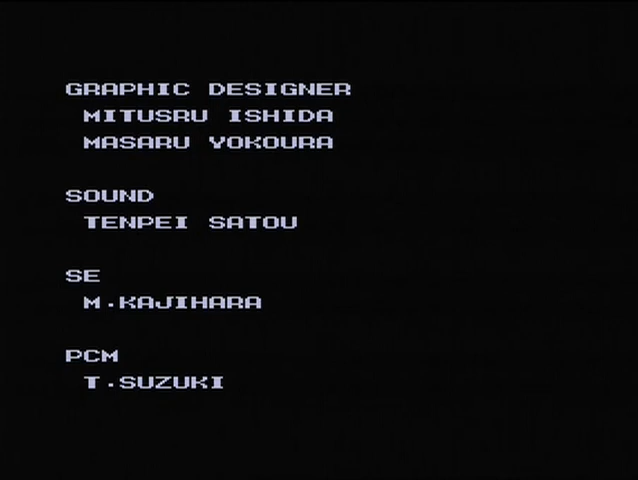 GRAPHIC DESIGNER
MITUSRU ISHIDA
MASARU YOKOURA
SOUND
TENPEI SATOU
SE
M.KAJIHARA
PCM
T.SUZUKI